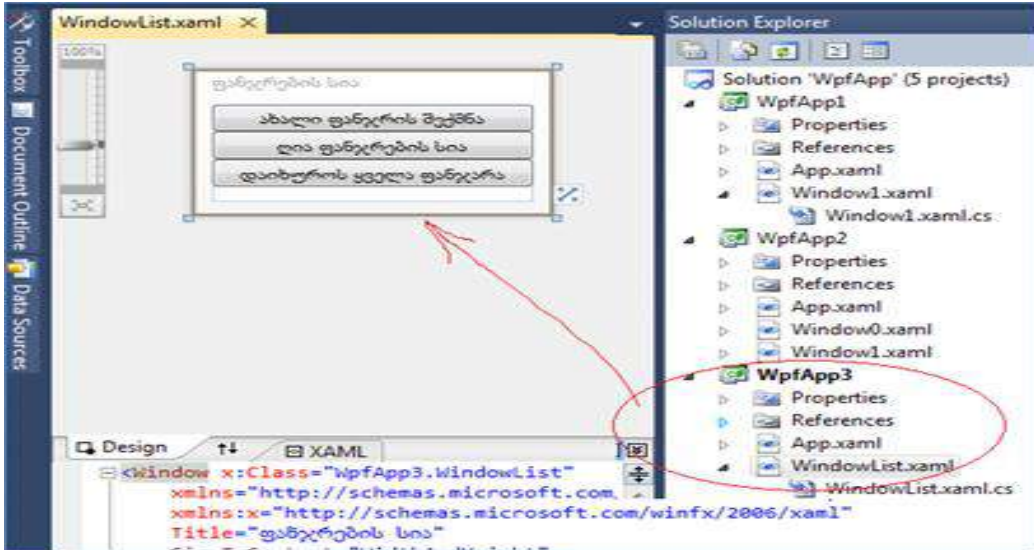 WindowList.xaml
Toolbox
Document Outline
Data Sources
100%
ფანჯრების სია
ახალი ფანჯრის შექმნა
ღია ფანჯრების სია
დაიხუროს ყველა ფანჯარა
Design
XAML
<Window x:Class="WpfApp3.WindowList"
xmlns="http://schemas.microsoft.com
xmlns:x="http://schemas.microsoft.com/winfx/2006/xaml"
Title="ფანჯრების სია"
Solution Explorer
Solution 'WpfApp' (5 projects)
WpfApp1
Properties
References
App.xaml
Window1.xaml
Window1.xaml.cs
WpfApp2
Properties
References
App.xaml
Window0.xaml
Window1.xaml
WpfApp3
Properties
References
App.xaml
WindowList.xaml
WindowList.xaml.cs